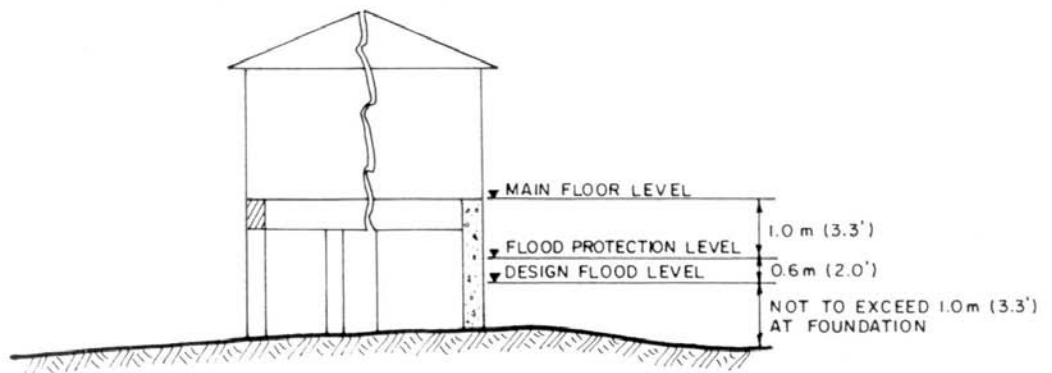 MAIN FLOOR LEVEL
1.0 m (3.3')
FLOOD PROTECTION LEVEL
0.6 m (2.0')
DESIGN FLOOD LEVEL
NOT TO EXCEED 1.0 m (3.3')
AT FOUNDATION